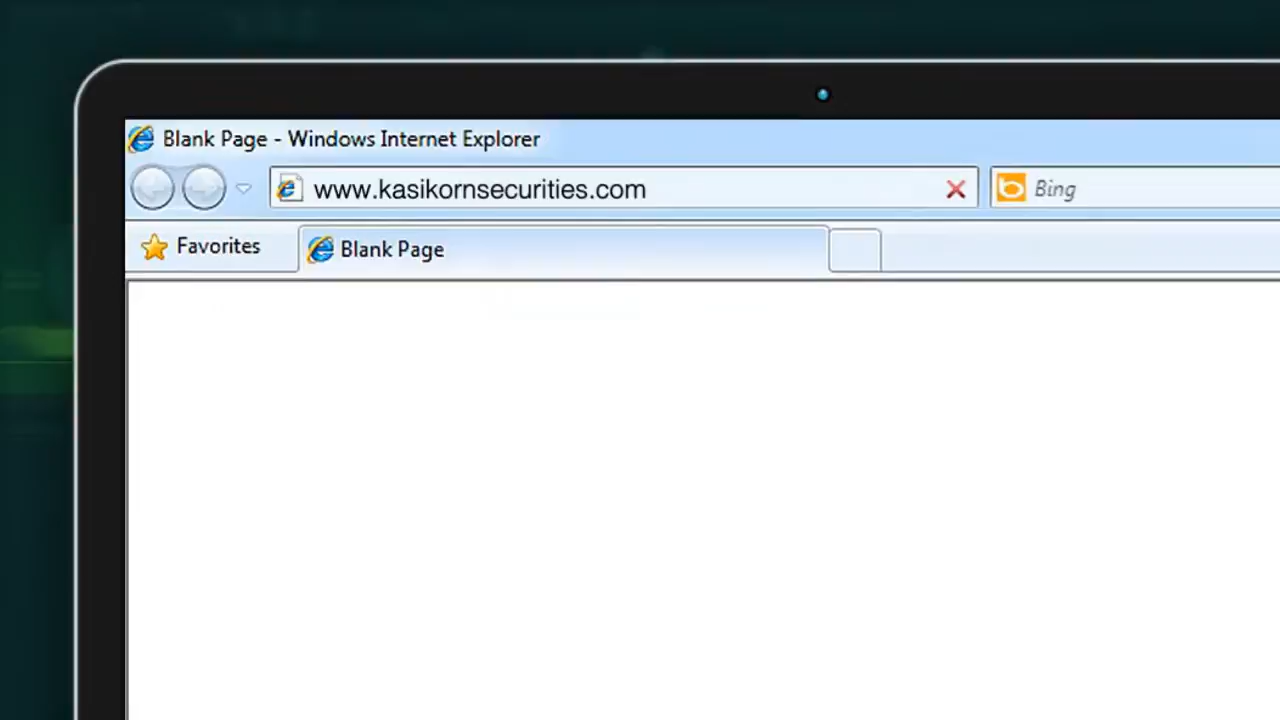 Blank Page - Windows Internet Explorer
www.kasikornsecurities.com
Bing
Favorites
Blank Page